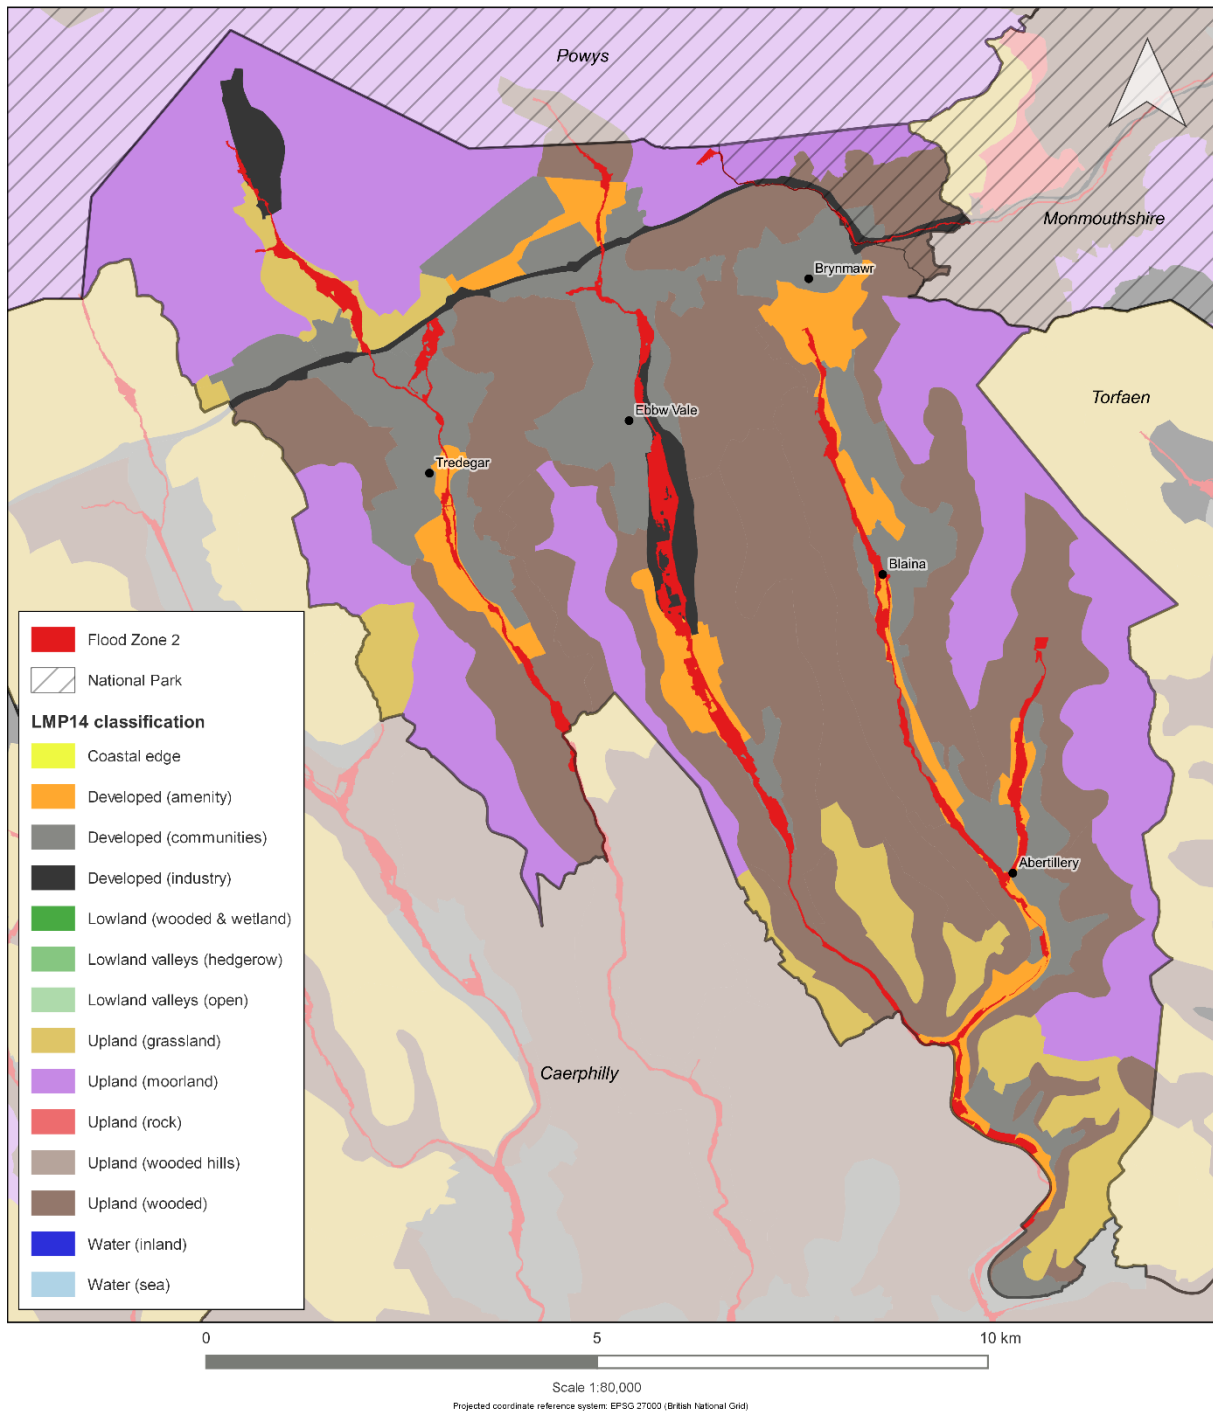 Powys
Monmouthshire
Brynmawr
Torfaen
Ebbw Vale
Tredegar
Blaina
Abertillery
Caerphilly
Flood Zone 2
National Park
LMP14 classification
Coastal edge
Developed (amenity)
Developed (communities)
Developed (industry)
Lowland (wooded & wetland)
Lowland valleys (hedgerow)
Lowland valleys (open)
Upland (grassland)
Upland (moorland)
Upland (rock)
Upland (wooded hills)
Upland (wooded)
Water (inland)
Water (sea)
0 5 10 km
Scale 1:80,000
Projected coordinate reference system: EPSG 27000 (British National Grid)